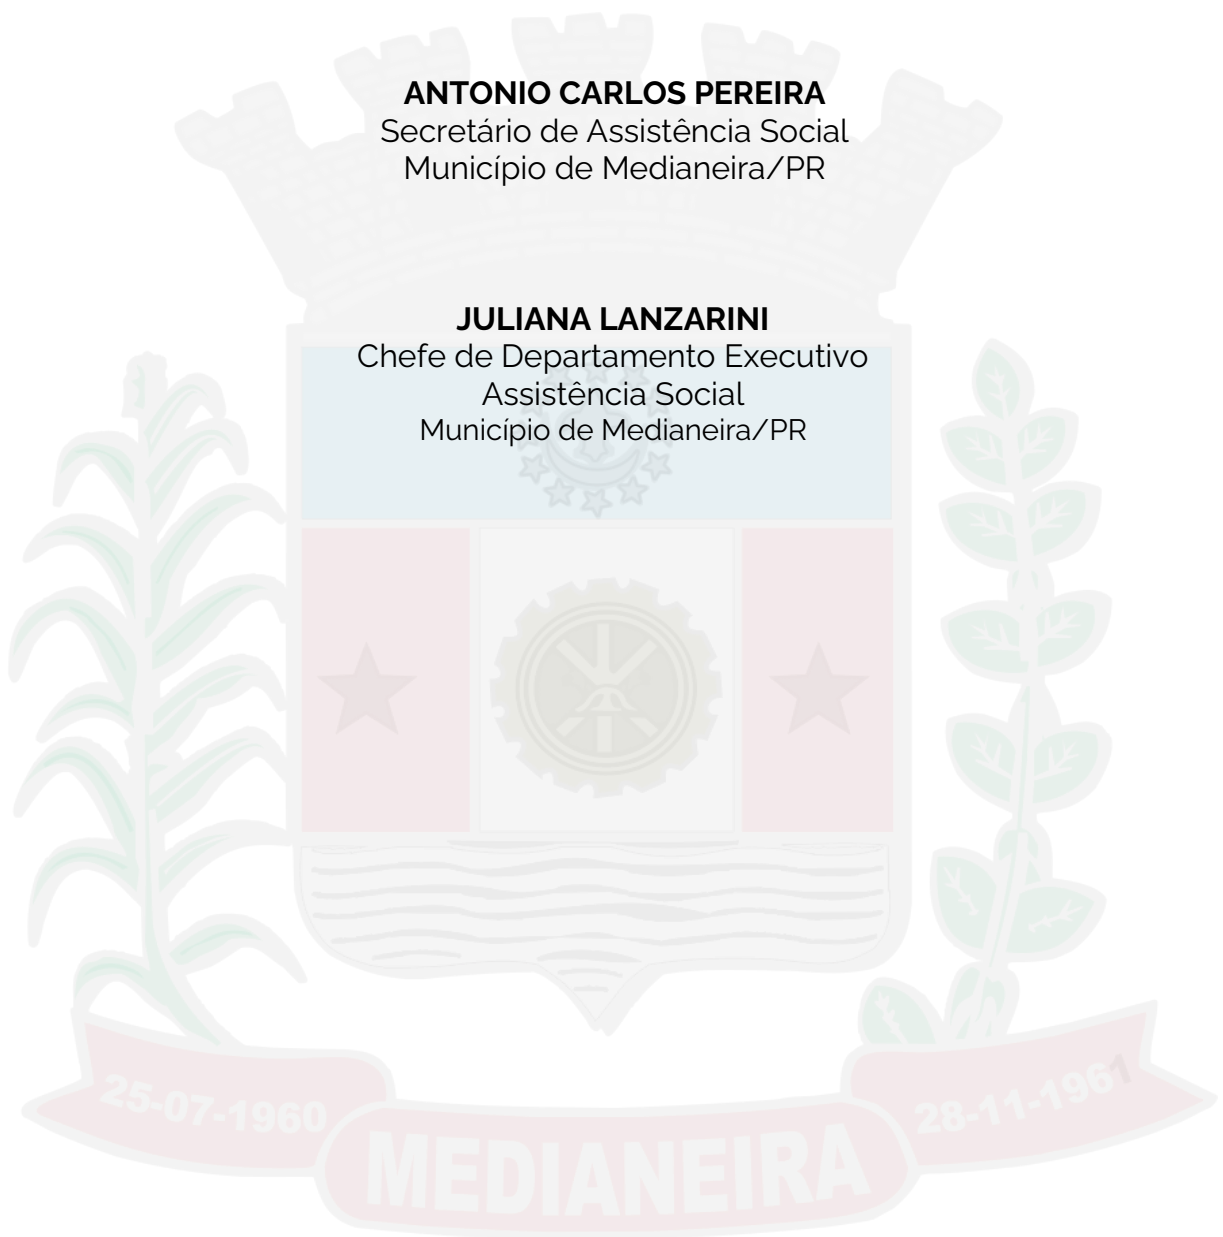 ANTONIO CARLOS PEREIRA
Secretário de Assistência Social
Município de Medianeira/PR
JULIANA LANZARINI
Chefe de Departamento Executivo
Assistência Social
Município de Medianeira/PR
25-07-1960
28-11-1961
MEDIANEIRA